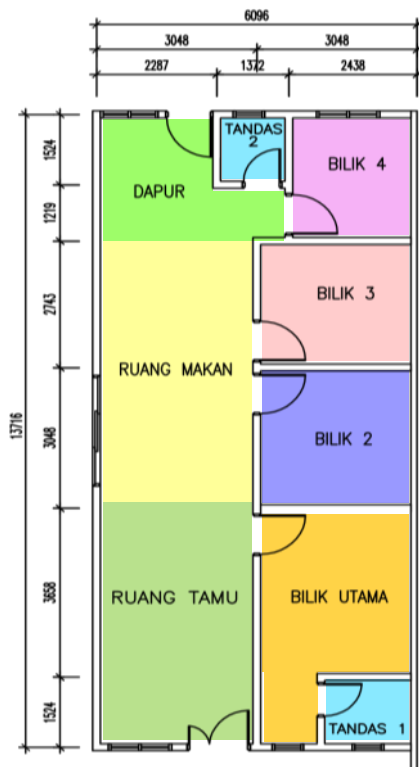 6096
3048
3048
2287
1372
2438
1524
TANDAS
2
BILIK 4
DAPUR
1219
2743
BILIK 3
RUANG MAKAN
13716
3048
BILIK 2
3658
RUANG TAMU
BILIK UTAMA
1524
TANDAS 1